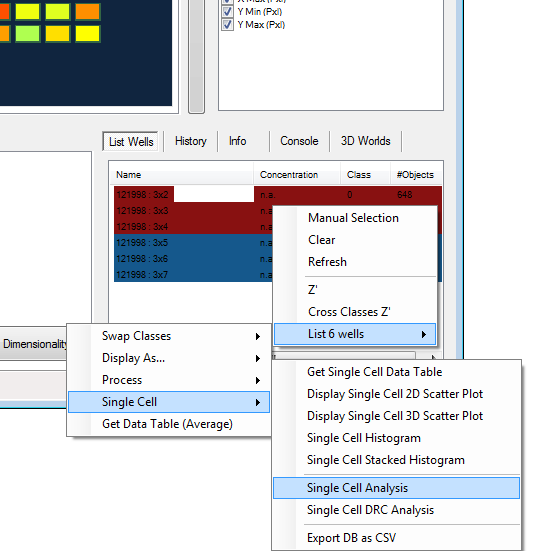 X Max (Pxl)
Y Min (Pxl)
Y Max (Pxl)
List Wells History Info Console 3D Worlds
Name Concentration Class #Objects
121998 : 3x2 n.a. 0 648
121998 : 3x3 n.a
121998 : 3x4 n.a
121998 : 3x5 n.a
121998 : 3x6 n.a
121998 : 3x7 n.a
Manual Selection
Clear
Refresh
Z'
Cross Classes Z'
List 6 wells
Dimensionality
Swap Classes
Display As...
Process
Single Cell
Get Data Table (Average)
Get Single Cell Data Table
Display Single Cell 2D Scatter Plot
Display Single Cell 3D Scatter Plot
Single Cell Histogram
Single Cell Stacked Histogram
Single Cell Analysis
Single Cell DRC Analysis
Export DB as CSV